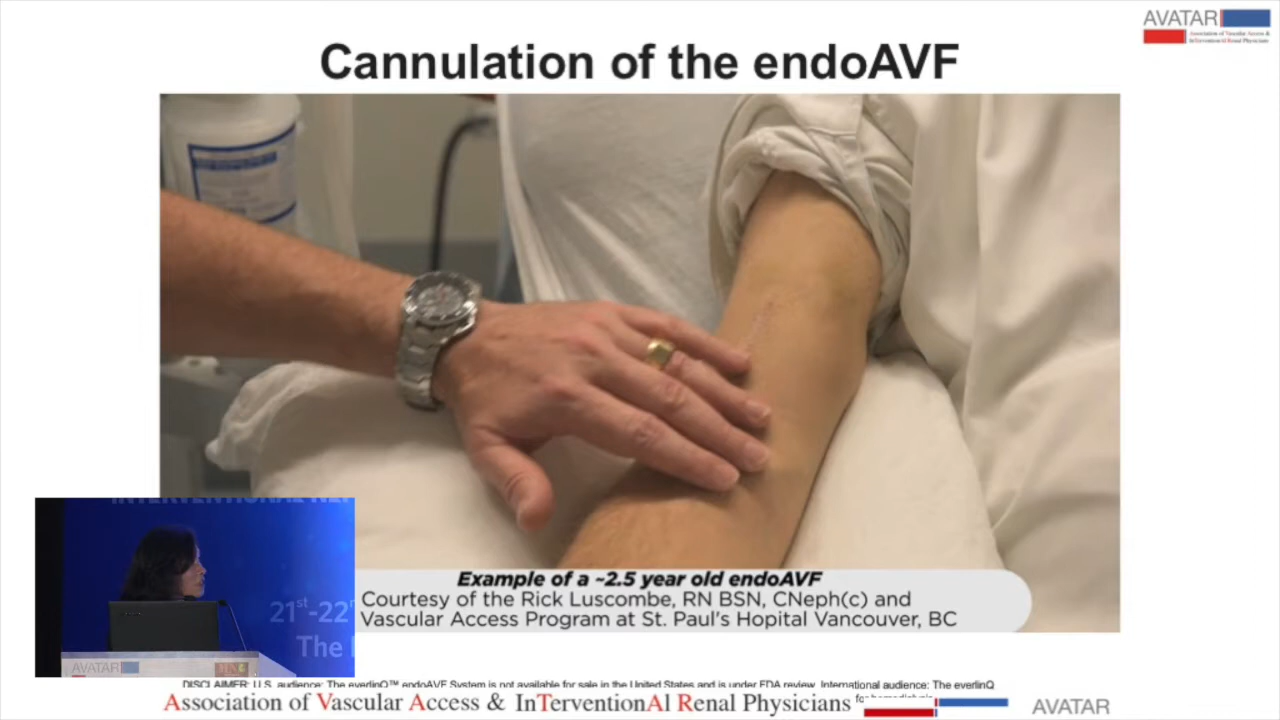 AVATAR
Association of Vascular Access &
InTerventionAl Renal Physicians
Cannulation of the endoAVF
Example of a ~2.5 year old endoAVF
Courtesy of the Rick Luscombe, RN BSN, CNeph(c) and
Vascular Access Program at St. Paul's Hopital Vancouver, BC
21st-22
The
AVATAR
DISCLAIMER: U.S. audience: The everlinQ™ endoAVF System is not available for sale in the United States and is under FDA review. International audience: The everlinQ
Association of Vascular Access & InTerventionAl Renal Physicians
AVATAR